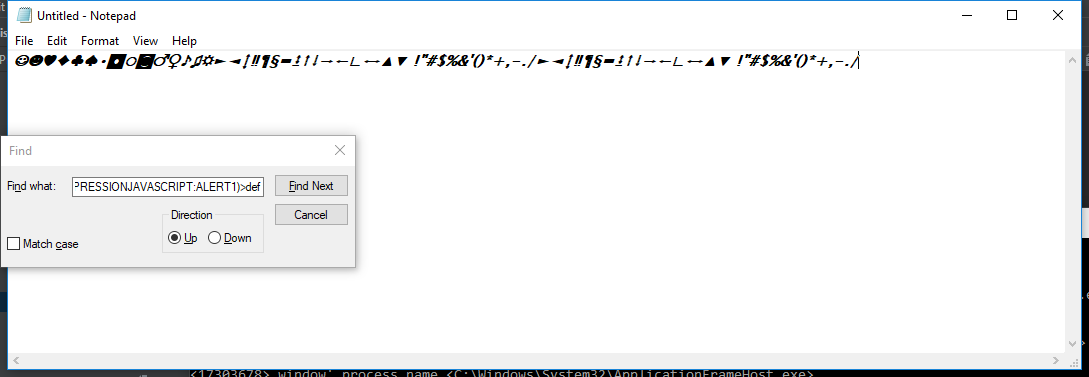 Untitled - Notepad
File Edit Format View Help
☺☻♥♦♣♠•◘○◙♂♀♪♫☼►◄↕‼¶§▬↨↑↓→←∟↔▲▼ !"#$%&'()*+,-./►◄↕‼¶§▬↨↑↓→←∟↔▲▼ !"#$%&'()*+,-./
Find
Find what: PRESSIONJAVASCRIPT:ALERT1)>def Find Next
Direction Cancel
Up Down
Match case
<17303678> window' process name <C:\Windows\System32\ApplicationFrameHost.exe>